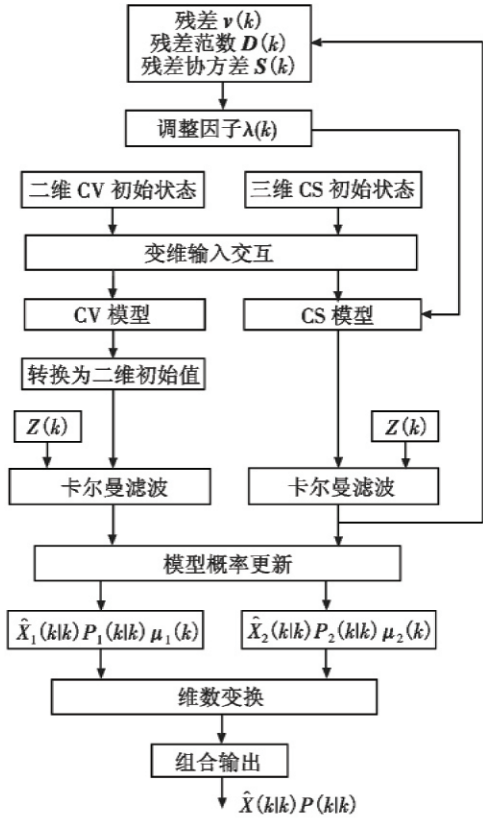 残差 v(k)
残差范数 D(k)
残差协方差 S(k)
调整因子λ(k)
二维 CV 初始状态
三维 CS 初始状态
变维输入交互
CV 模型
CS 模型
转换为二维初始值
Z(k)
Z(k)
卡尔曼滤波
卡尔曼滤波
模型概率更新
X̂₁(k|k) P₁(k|k) μ₁(k)
X̂₂(k|k) P₂(k|k) μ₂(k)
维数变换
组合输出
X̂(k|k) P(k|k)